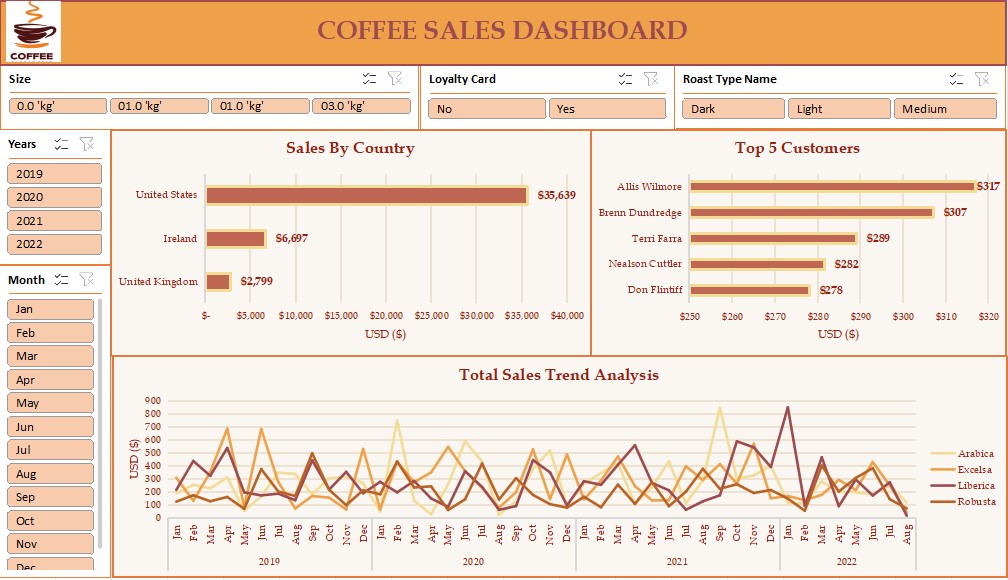 COFFEE SALES DASHBOARD
COFFEE
Size
0.0 'kg' 01.0 'kg' 01.0 'kg' 03.0 'kg'
Loyalty Card
No Yes
Roast Type Name
Dark Light Medium
Years
2019
2020
2021
2022
Month
Jan
Feb
Mar
Apr
May
Jun
Jul
Aug
Sep
Oct
Nov
Dec
Sales By Country
United States $35,639
Ireland $6,697
United Kingdom $2,799
$- $5,000 $10,000 $15,000 $20,000 $25,000 $30,000 $35,000 $40,000
USD ($)
Top 5 Customers
Allis Wilmore $317
Brenn Dundredge $307
Terri Farra $289
Nealson Cuttler $282
Don Flintiff $278
$250 $260 $270 $280 $290 $300 $310 $320
USD ($)
Total Sales Trend Analysis
USD ($)
900
800
700
600
500
400
300
200
100
0
Jan Feb Mar Apr May Jun Jul Aug Sep Oct Nov Dec Jan Feb Mar Apr May Jun Jul Aug Sep Oct Nov Dec Jan Feb Mar Apr May Jun Jul Aug Sep Oct Nov Dec Jan Feb Mar Apr May Jun Jul Aug
2019 2020 2021 2022
Arabica
Excelsa
Liberica
Robusta